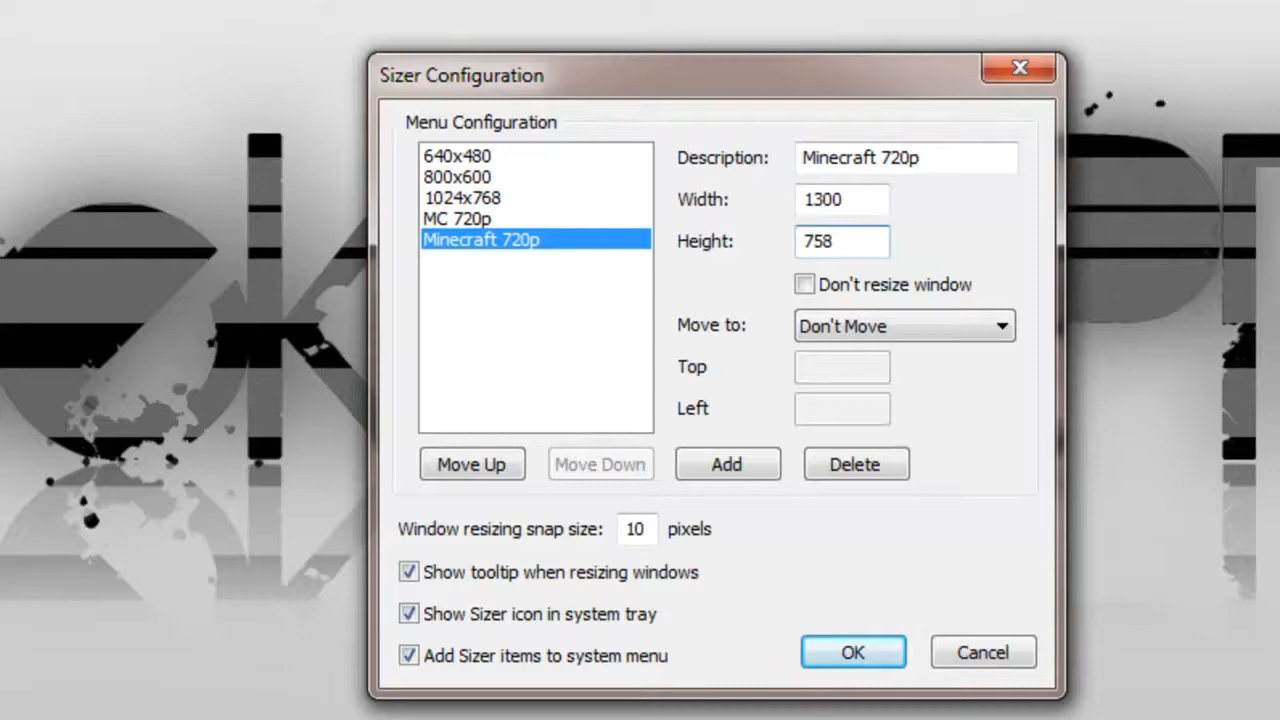 Sizer Configuration
Menu Configuration
640x480
800x600
1024x768
MC 720p
Minecraft 720p
Description: Minecraft 720p
Width: 1300
Height: 758
Don't resize window
Move to: Don't Move
Top
Left
Move Up Move Down Add Delete
Window resizing snap size: 10 pixels
Show tooltip when resizing windows
Show Sizer icon in system tray
Add Sizer items to system menu
OK Cancel